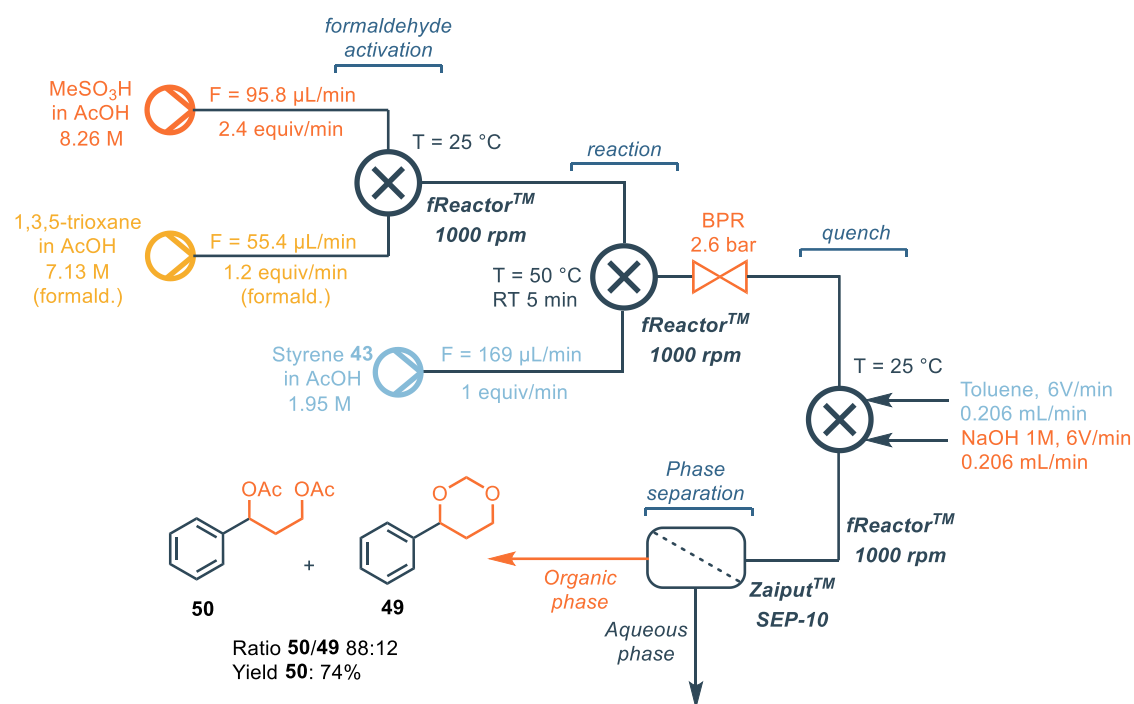 formaldehyde
activation
MeSO3H
in AcOH
8.26 M
F = 95.8 µL/min
2.4 equiv/min
T = 25 °C
fReactorTM
1000 rpm
1,3,5-trioxane
in AcOH
7.13 M
(formald.)
F = 55.4 µL/min
1.2 equiv/min
(formald.)
reaction
T = 50 °C
RT 5 min
fReactorTM
1000 rpm
BPR
2.6 bar
quench
Styrene 43
in AcOH
1.95 M
F = 169 µL/min
1 equiv/min
T = 25 °C
Toluene, 6V/min
0.206 mL/min
NaOH 1M, 6V/min
0.206 mL/min
fReactorTM
1000 rpm
Phase
separation
ZaiputTM
SEP-10
Organic
phase
Aqueous
phase
OAc OAc
50
+
O O
49
Ratio 50/49 88:12
Yield 50: 74%